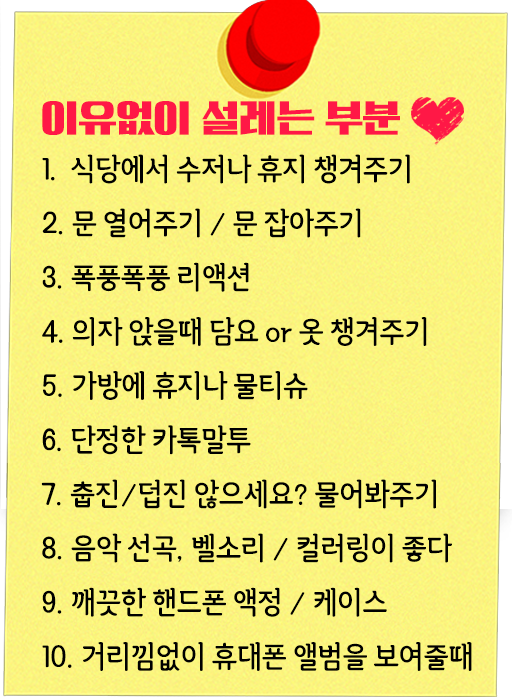 이유없이 설레는 부분
1. 식당에서 수저나 휴지 챙겨주기
2. 문 열어주기 / 문 잡아주기
3. 폭풍폭풍 리액션
4. 의자 앉을때 담요 or 옷 챙겨주기
5. 가방에 휴지나 물티슈
6. 단정한 카톡말투
7. 춥진/덥진 않으세요? 물어봐주기
8. 음악 선곡, 벨소리 / 컬러링이 좋다
9. 깨끗한 핸드폰 액정 / 케이스
10. 거리낌없이 휴대폰 앨범을 보여줄때